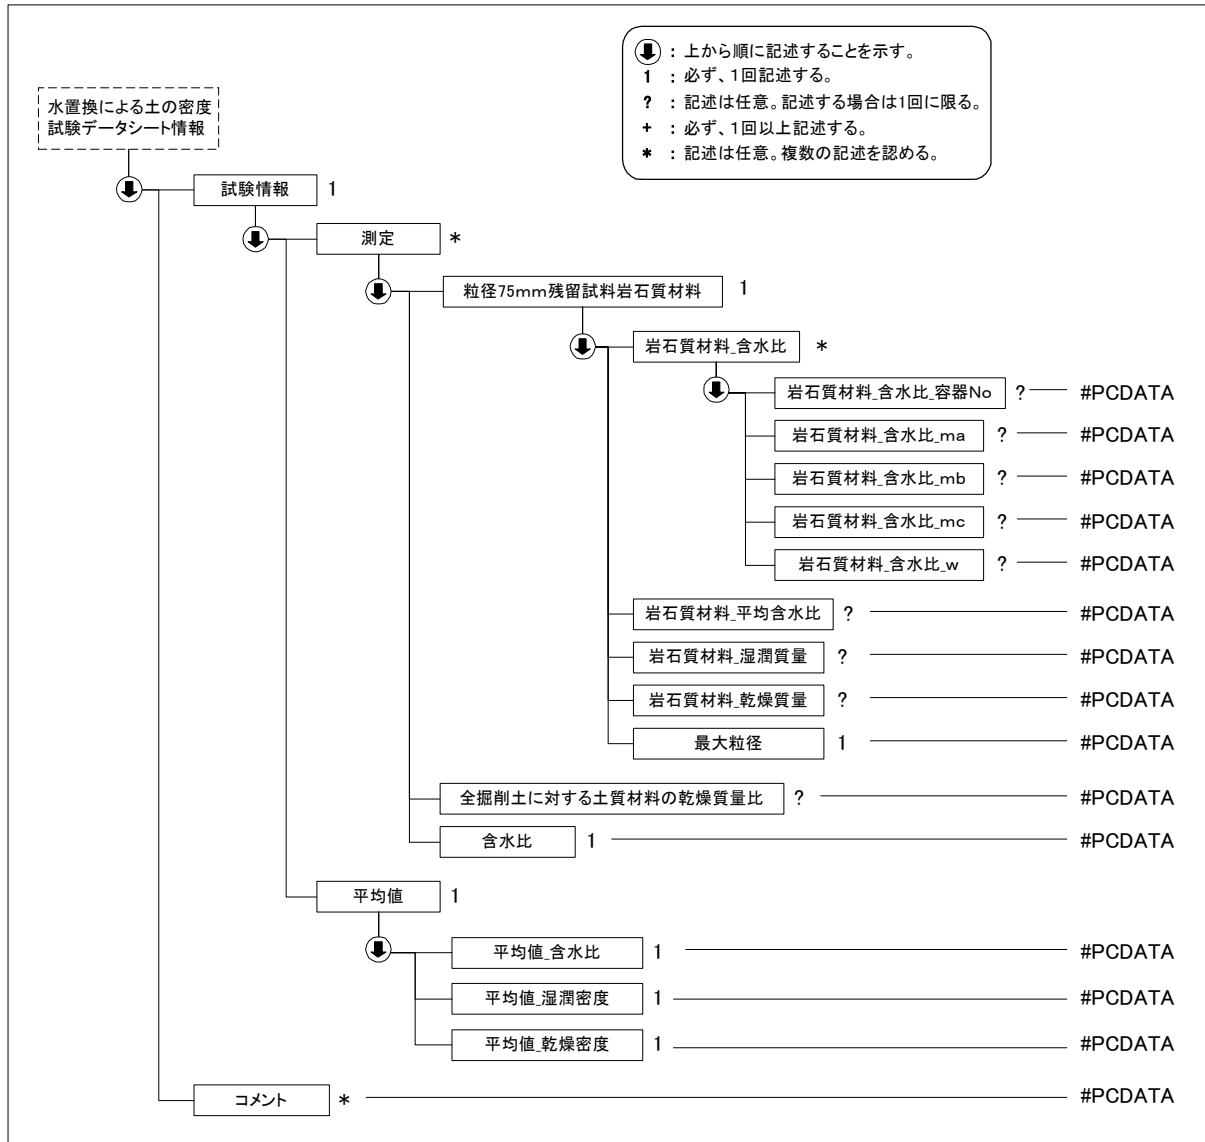 : 上から順に記述することを示す。
1 : 必ず、1回記述する。
? : 記述は任意。記述する場合は1回に限る。
+ : 必ず、1回以上記述する。
* : 記述は任意。複数の記述を認める。
水置換による土の密度
試験データシート情報
試験情報 1
測定 *
粒径75mm残留試料岩石質材料 1
岩石質材料_含水比 *
岩石質材料_含水比_容器No ? #PCDATA
岩石質材料_含水比_ma ? #PCDATA
岩石質材料_含水比_mb ? #PCDATA
岩石質材料_含水比_mc ? #PCDATA
岩石質材料_含水比_w ? #PCDATA
岩石質材料_平均含水比 ? #PCDATA
岩石質材料_湿潤質量 ? #PCDATA
岩石質材料_乾燥質量 ? #PCDATA
最大粒径 1 #PCDATA
全掘削土に対する土質材料の乾燥質量比 ? #PCDATA
含水比 1 #PCDATA
平均値 1
平均値_含水比 1 #PCDATA
平均値_湿潤密度 1 #PCDATA
平均値_乾燥密度 1 #PCDATA
コメント * #PCDATA